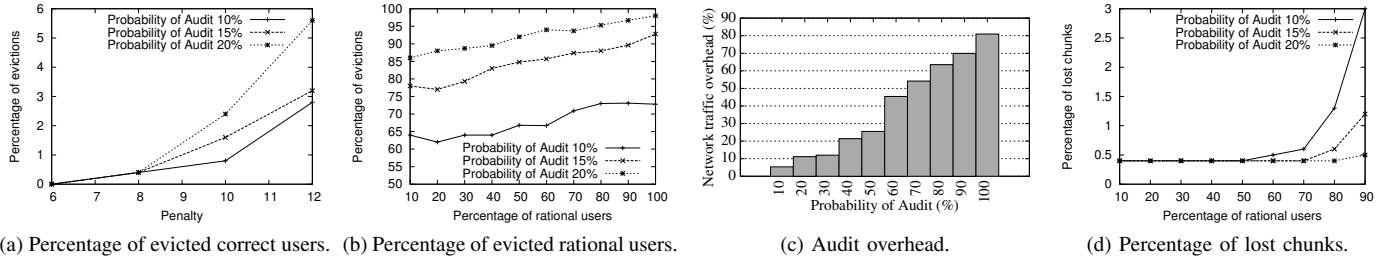 6
5
4
3
2
1
0
Percentage of evictions
Probability of Audit 10%
Probability of Audit 15%
Probability of Audit 20%
6 7 8 9 10 11 12
Penalty
(a) Percentage of evicted correct users.
100
95
90
85
80
75
70
65
60
55
50
Percentage of evictions
Probability of Audit 10%
Probability of Audit 15%
Probability of Audit 20%
10 20 30 40 50 60 70 80 90 100
Percentage of rational users
(b) Percentage of evicted rational users.
90
80
70
60
50
40
30
20
10
0
Network traffic overhead (%)
10 20 30 40 50 60 70 80 90 100
Probability of Audit (%)
(c) Audit overhead.
3
2.5
2
1.5
1
0.5
0
Percentage of lost chunks
Probability of Audit 10%
Probability of Audit 15%
Probability of Audit 20%
10 20 30 40 50 60 70 80 90
Percentage of rational users
(d) Percentage of lost chunks.